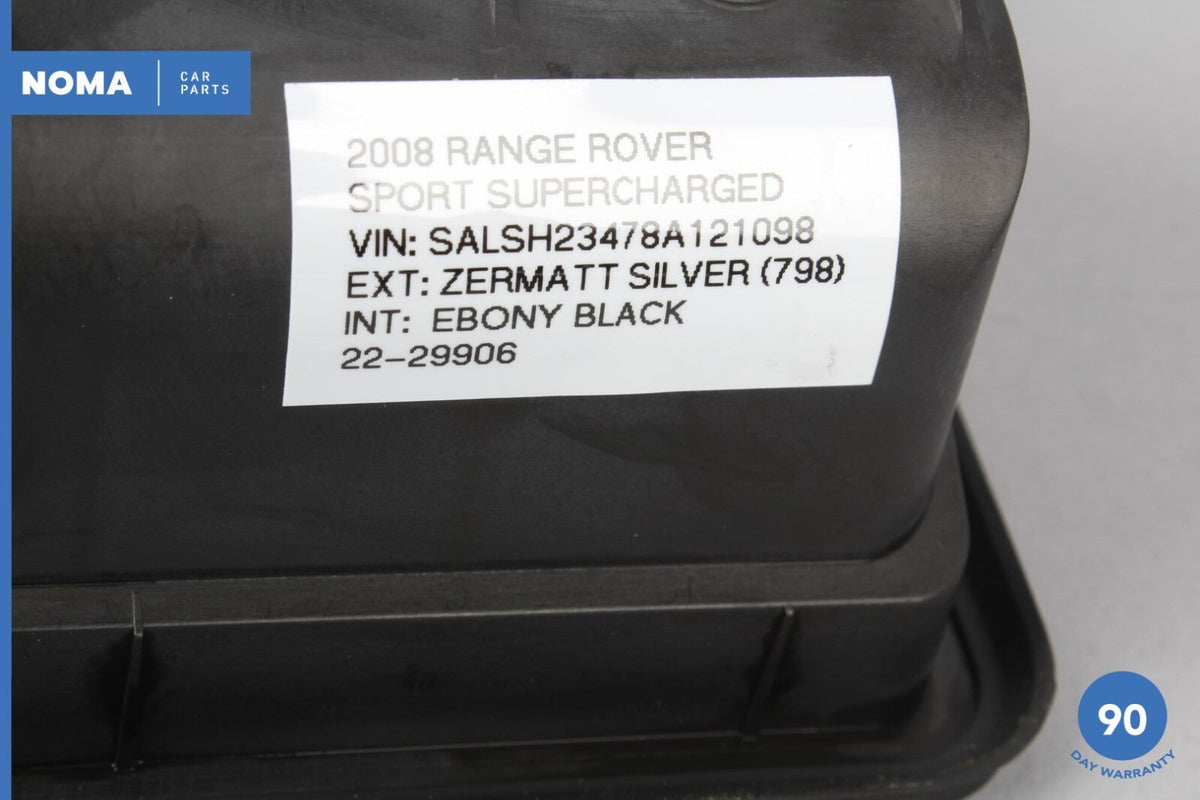 NOMA
CAR
PARTS
2008 RANGE ROVER
SPORT SUPERCHARGED
VIN: SALSH23478A121098
EXT: ZERMATT SILVER (798)
INT: EBONY BLACK
22-29906
90
DAY WARRANTY